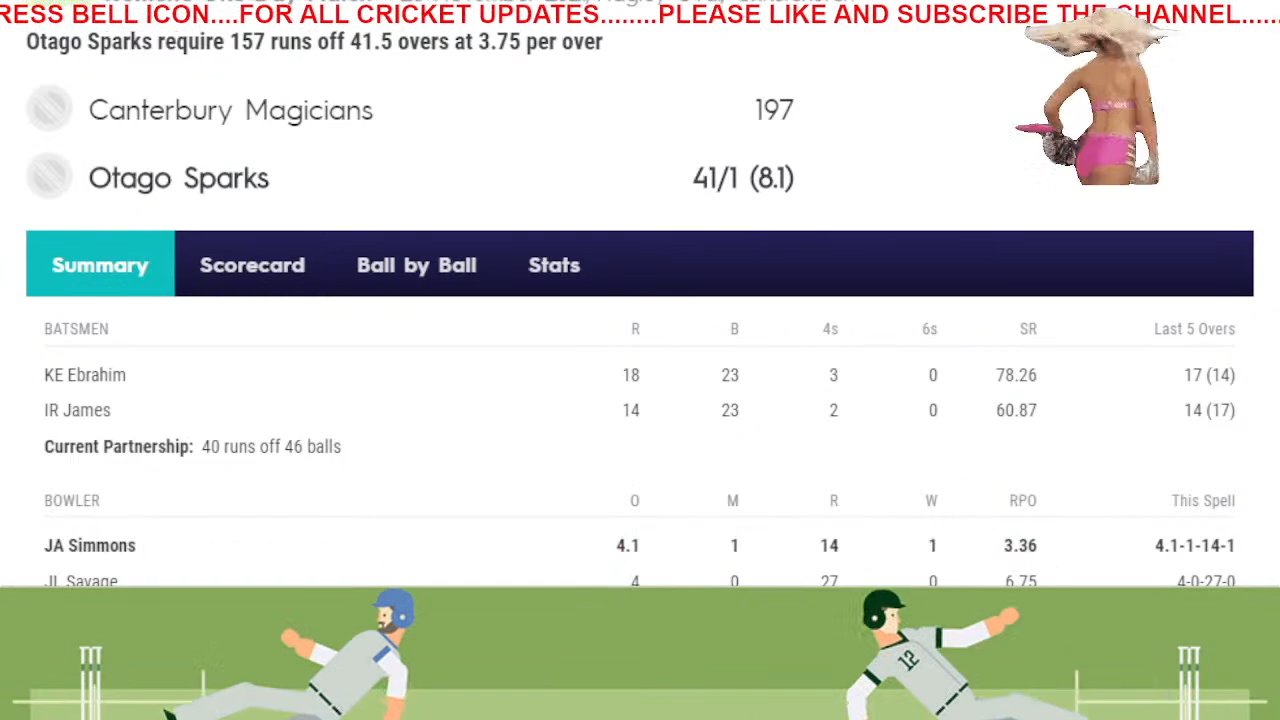 RESS BELL ICON....FOR ALL CRICKET UPDATES........PLEASE LIKE AND SUBSCRIBE THE CHANNEL......
Otago Sparks require 157 runs off 41.5 overs at 3.75 per over
Canterbury Magicians 197
Otago Sparks 41/1 (8.1)
Summary Scorecard Ball by Ball Stats
BATSMEN R B 4s 6s SR Last 5 Overs
KE Ebrahim 18 23 3 0 78.26 17 (14)
IR James 14 23 2 0 60.87 14 (17)
Current Partnership: 40 runs off 46 balls
BOWLER O M R W RPO This Spell
JA Simmons 4.1 1 14 1 3.36 4.1-1-14-1
JL Savage 4 0 27 0 6.75 4-0-27-0
12